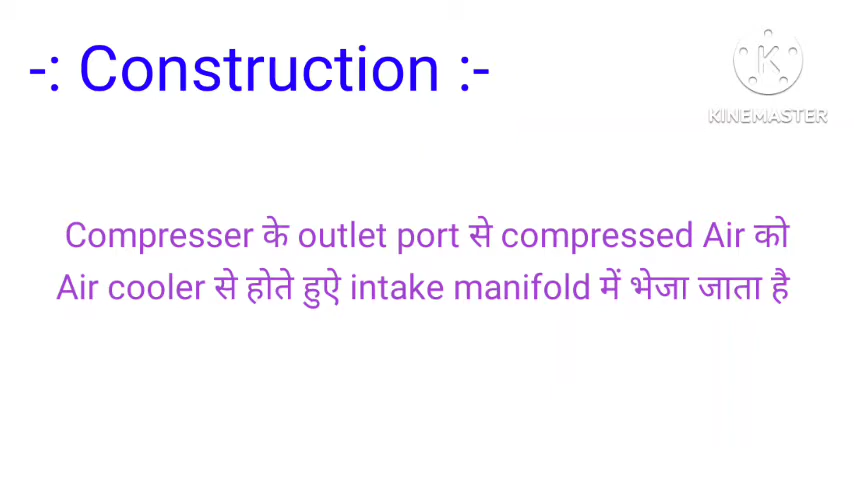 -: Construction :-
KINEMASTER
Compresser के outlet port से compressed Air को
Air cooler से होते हुऐ intake manifold में भेजा जाता है